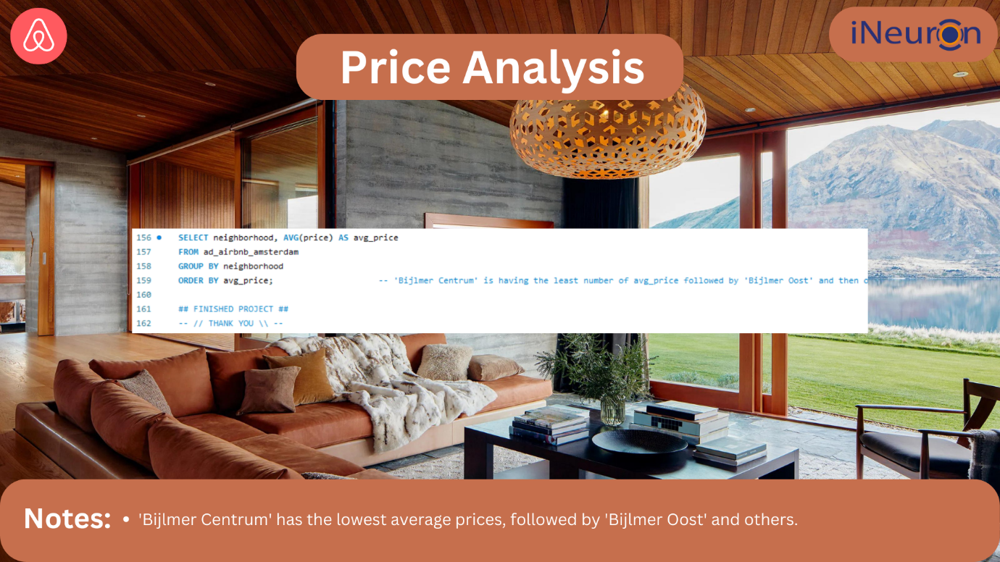 iNeuron
Price Analysis
156 SELECT neighborhood, AVG(price) AS avg_price
157 FROM ad_airbnb_amsterdam
158 GROUP BY neighborhood
159 ORDER BY avg_price; -- 'Bijlmer Centrum' is having the least number of avg_price followed by 'Bijlmer Oost' and then
160
161 ## FINISHED PROJECT ##
162 -- // THANK YOU \\ --
Notes: • 'Bijlmer Centrum' has the lowest average prices, followed by 'Bijlmer Oost' and others.